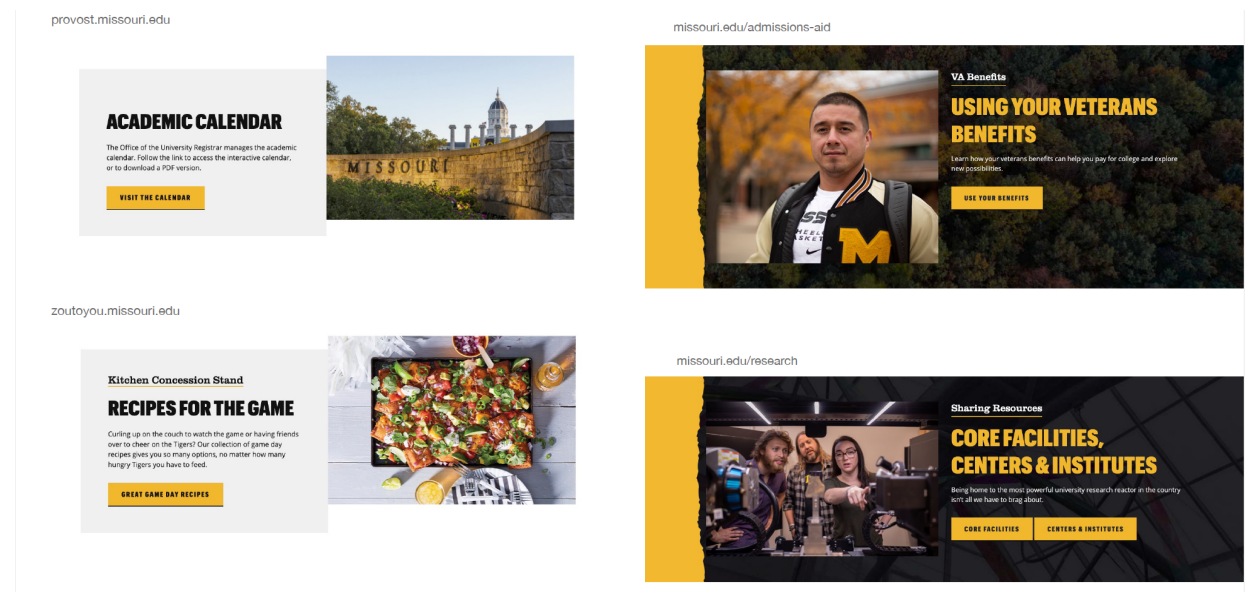 provost.missouri.edu
ACADEMIC CALENDAR
The Office of the University Registrar manages the academic
calendar. Follow the link to access the interactive calendar,
or to download a PDF version.
VISIT THE CALENDAR
MISSOURI
missouri.edu/admissions-aid
VA Benefits
USING YOUR VETERANS
BENEFITS
Learn how your veterans benefits can help you pay for college and explore
new possibilities.
USE YOUR BENEFITS
M
zoutoyou.missouri.edu
Kitchen Concession Stand
RECIPES FOR THE GAME
Curling up on the couch to watch the game or having friends
over to cheer on the Tigers? Our collection of game day
recipes gives you so many options, no matter how many
hungry Tigers you have to feed.
GREAT GAME DAY RECIPES
missouri.edu/research
Sharing Resources
CORE FACILITIES,
CENTERS & INSTITUTES
Being home to the most powerful university research reactor in the country
isn't all we have to brag about.
CORE FACILITIES
CENTERS & INSTITUTES